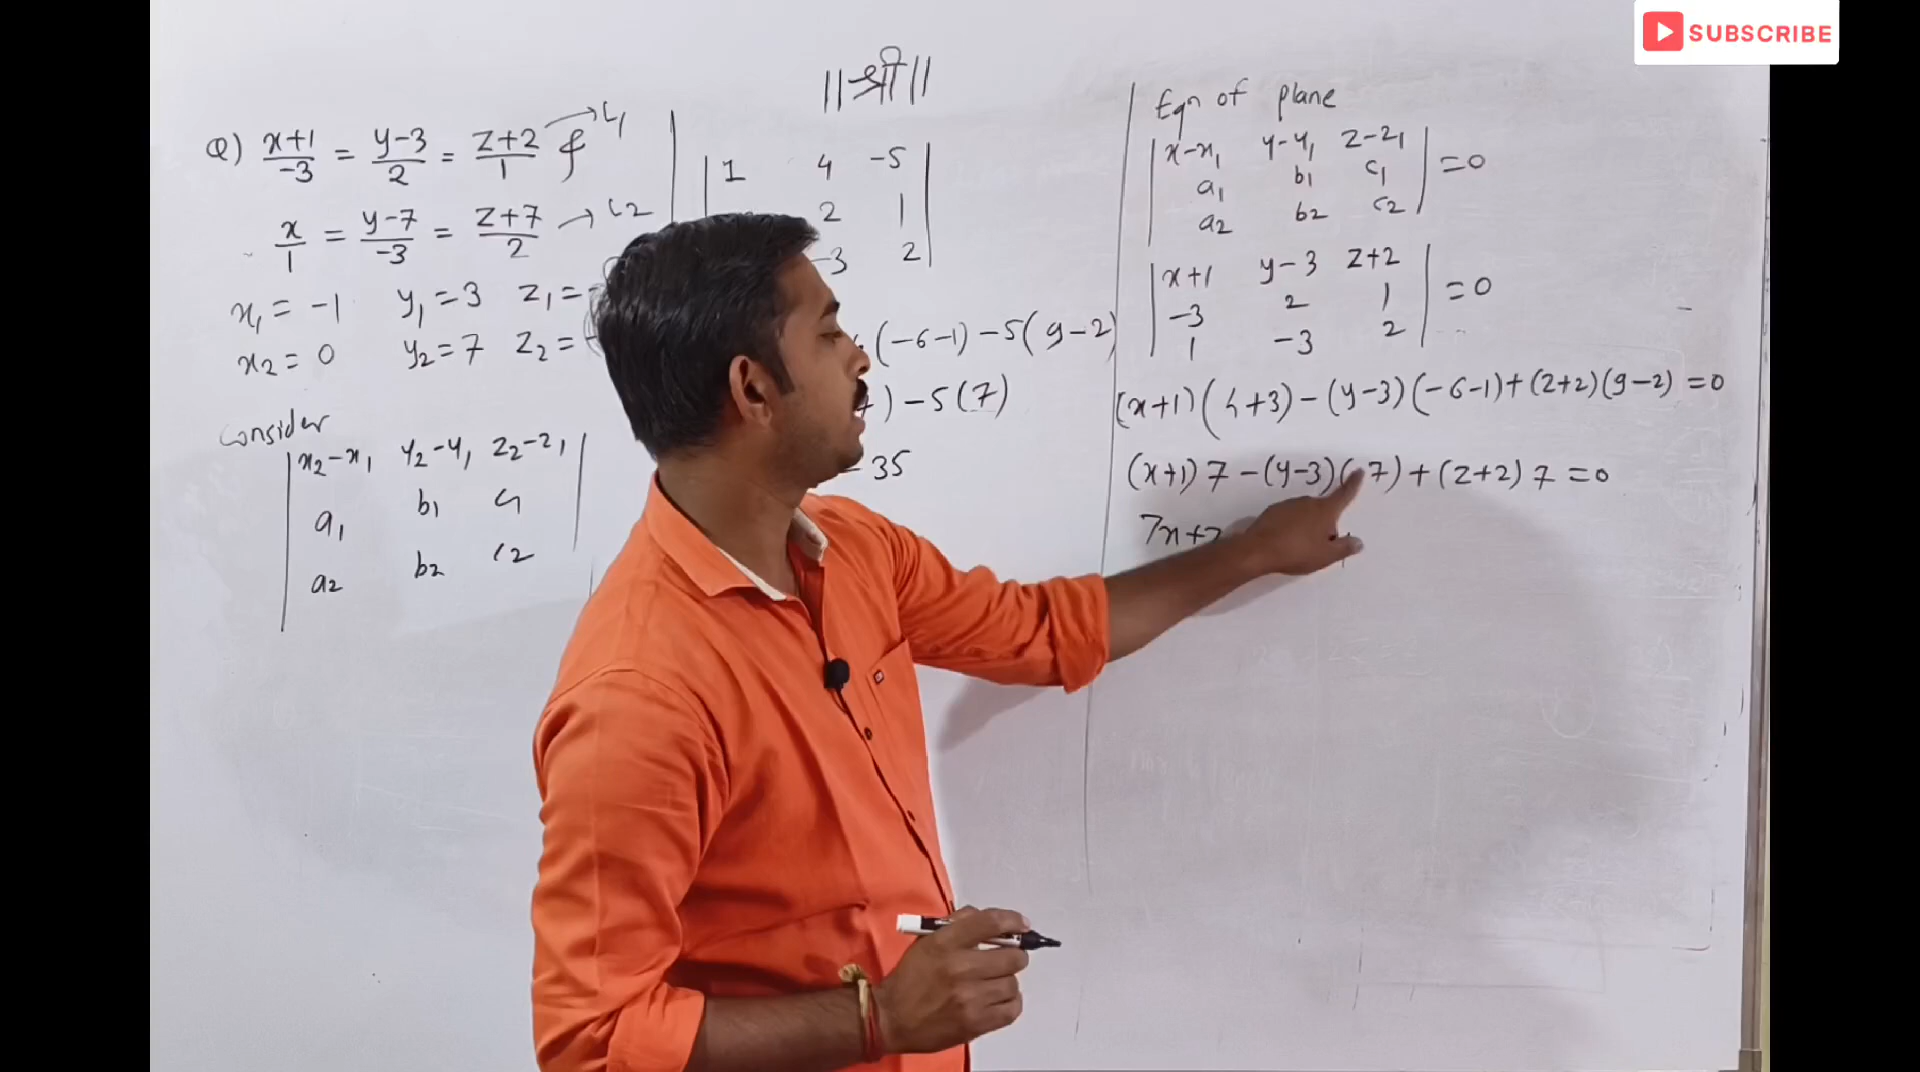 SUBSCRIBE
||श्री||
Q) x+1/-3 = y-3/2 = z+2/1 & → L1
x/1 = y-7/-3 = z+7/2 → L2
x1 = -1 y1 = 3 z1 =
x2 = 0 y2 = 7 z2 =
Consider
| x2-x1 y2-y1 z2-z1 |
| a1 b1 c1 |
| a2 b2 c2 |
| 1 4 -5 |
2 1 |
-3 2 |
(-6-1) -5(9-2)
) -5(7)
35
Eqn of plane
| x-x1 y-y1 z-z1 |
| a1 b1 c1 | =0
| a2 b2 c2 |
| x+1 y-3 z+2 |
| -3 2 1 | =0
| 1 -3 2 |
(x+1)(4+3) -(y-3)(-6-1)+(z+2)(9-2) =0
(x+1)7 -(y-3)( 7)+(z+2)7 =0
7x+7